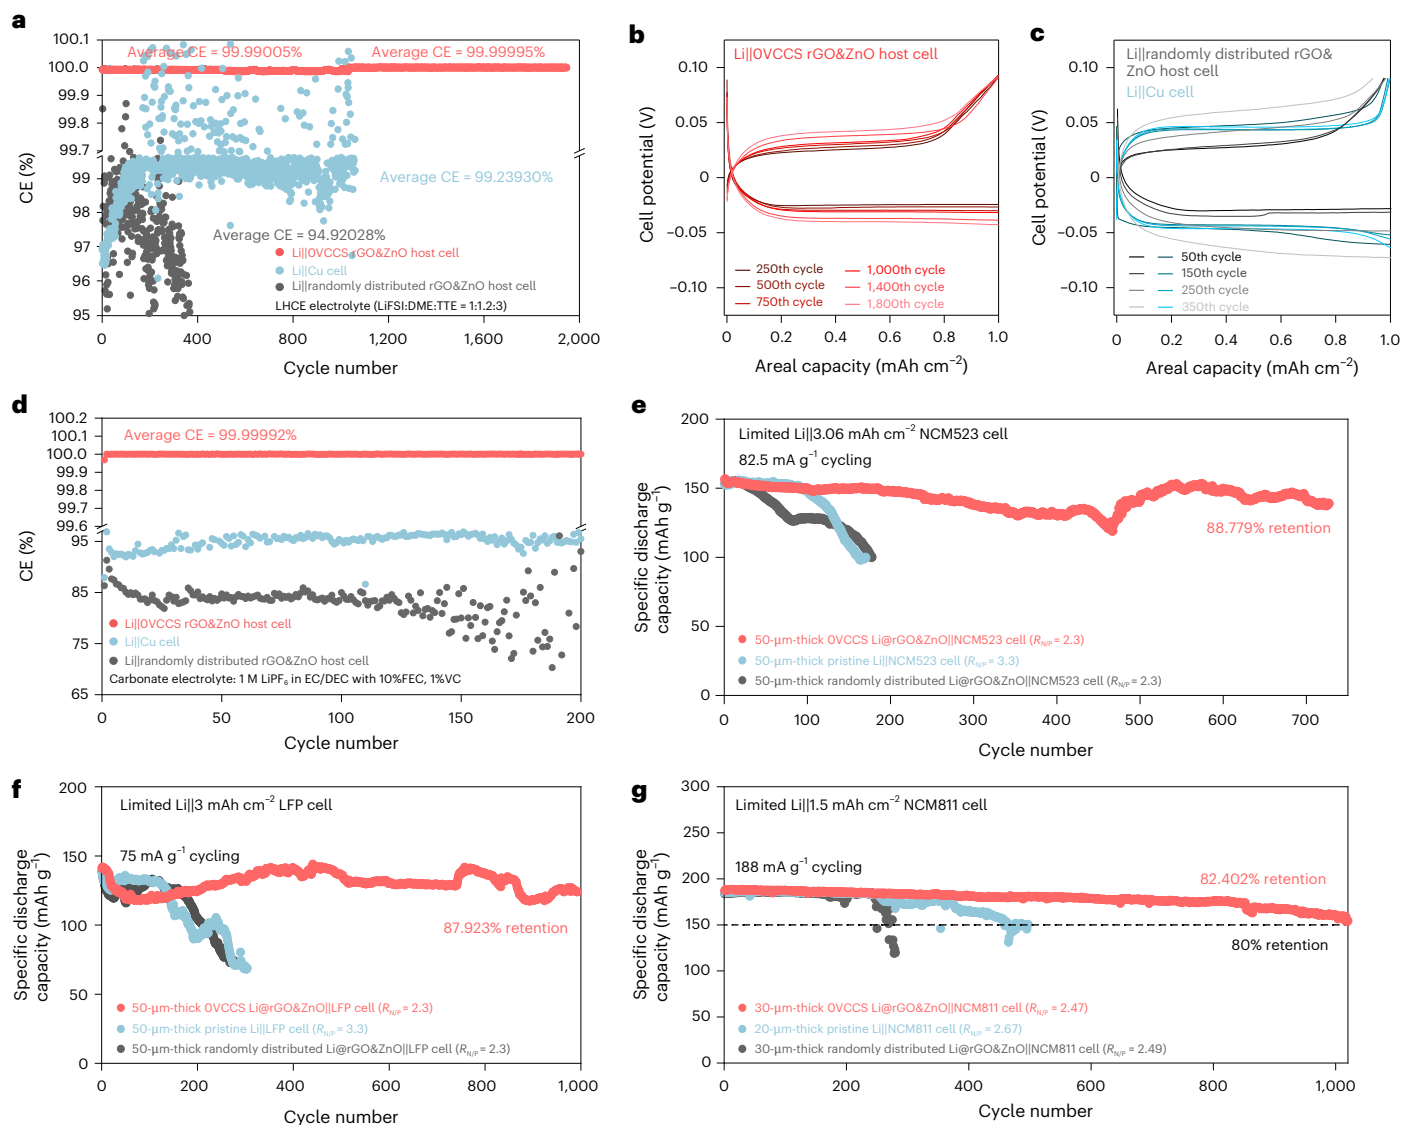 a
100.1
100.0
99.9
99.8
99.7
99
98
97
96
95
CE (%)
Average CE = 99.99005%
Average CE = 99.99995%
Average CE = 99.23930%
Average CE = 94.92028%
Li||0VCCS rGO&ZnO host cell
Li||Cu cell
Li||randomly distributed rGO&ZnO host cell
LHCE electrolyte (LiFSI:DME:TTE = 1:1.2:3)
0 400 800 1,200 1,600 2,000
Cycle number
b
Li||0VCCS rGO&ZnO host cell
0.10
0.05
0
−0.05
−0.10
Cell potential (V)
250th cycle
500th cycle
750th cycle
1,000th cycle
1,400th cycle
1,800th cycle
0 0.2 0.4 0.6 0.8 1.0
Areal capacity (mAh cm⁻²)
c
Li||randomly distributed rGO&
ZnO host cell
Li||Cu cell
0.10
0.05
0
−0.05
−0.10
Cell potential (V)
50th cycle
150th cycle
250th cycle
350th cycle
0 0.2 0.4 0.6 0.8 1.0
Areal capacity (mAh cm⁻²)
d
100.2
100.1
100.0
99.9
99.8
99.7
99.6
95
85
75
65
CE (%)
Average CE = 99.99992%
Li||0VCCS rGO&ZnO host cell
Li||Cu cell
Li||randomly distributed rGO&ZnO host cell
Carbonate electrolyte: 1 M LiPF₆ in EC/DEC with 10%FEC, 1%VC
0 50 100 150 200
Cycle number
e
200
150
100
50
0
Specific discharge
capacity (mAh g⁻¹)
Limited Li||3.06 mAh cm⁻² NCM523 cell
82.5 mA g⁻¹ cycling
88.779% retention
50-μm-thick 0VCCS Li@rGO&ZnO||NCM523 cell (R_N/P = 2.3)
50-μm-thick pristine Li||NCM523 cell (R_N/P = 3.3)
50-μm-thick randomly distributed Li@rGO&ZnO||NCM523 cell (R_N/P = 2.3)
0 100 200 300 400 500 600 700
Cycle number
f
200
150
100
50
0
Specific discharge
capacity (mAh g⁻¹)
Limited Li||3 mAh cm⁻² LFP cell
75 mA g⁻¹ cycling
87.923% retention
50-μm-thick 0VCCS Li@rGO&ZnO||LFP cell (R_N/P = 2.3)
50-μm-thick pristine Li||LFP cell (R_N/P = 3.3)
50-μm-thick randomly distributed Li@rGO&ZnO||LFP cell (R_N/P = 2.3)
0 200 400 600 800 1,000
Cycle number
g
300
250
200
150
100
50
0
Specific discharge
capacity (mAh g⁻¹)
Limited Li||1.5 mAh cm⁻² NCM811 cell
188 mA g⁻¹ cycling
82.402% retention
80% retention
30-μm-thick 0VCCS Li@rGO&ZnO||NCM811 cell (R_N/P = 2.47)
20-μm-thick pristine Li||NCM811 cell (R_N/P = 2.67)
30-μm-thick randomly distributed Li@rGO&ZnO||NCM811 cell (R_N/P = 2.49)
0 200 400 600 800 1,000
Cycle number